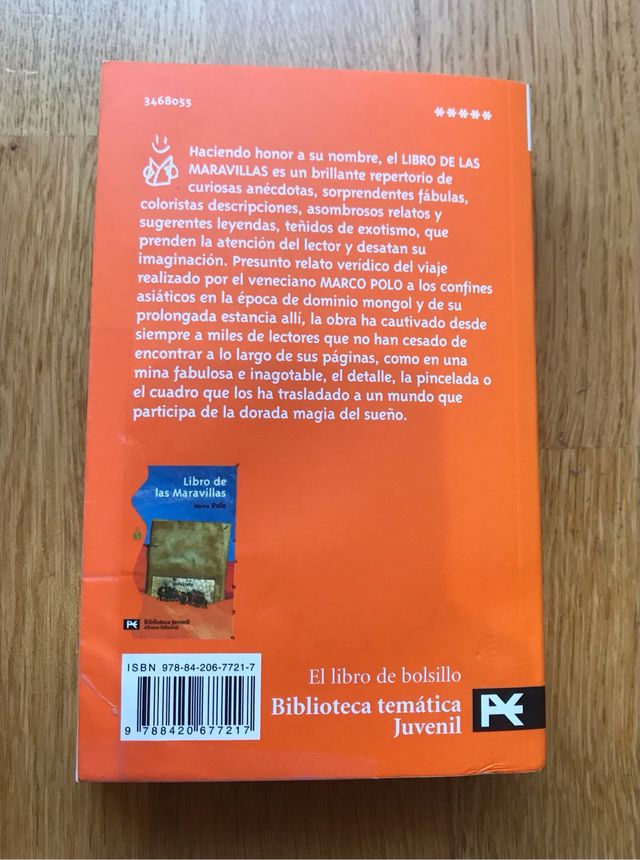 3468055
*****
Haciendo honor a su nombre, el LIBRO DE LAS
MARAVILLAS es un brillante repertorio de
curiosas anécdotas, sorprendentes fábulas,
coloristas descripciones, asombrosos relatos y
sugerentes leyendas, teñidos de exotismo, que
prenden la atención del lector y desatan su
imaginación. Presunto relato verídico del viaje
realizado por el veneciano MARCO POLO a los confines
asiáticos en la época de dominio mongol y de su
prolongada estancia allí, la obra ha cautivado desde
siempre a miles de lectores que no han cesado de
encontrar a lo largo de sus páginas, como en una
mina fabulosa e inagotable, el detalle, la pincelada o
el cuadro que los ha trasladado a un mundo que
participa de la dorada magia del sueño.
Libro de
las Maravillas
Marco Polo
Biblioteca juvenil
Alianza Editorial
ISBN 978-84-206-7721-7
9 788420 677217
El libro de bolsillo
Biblioteca temática
Juvenil